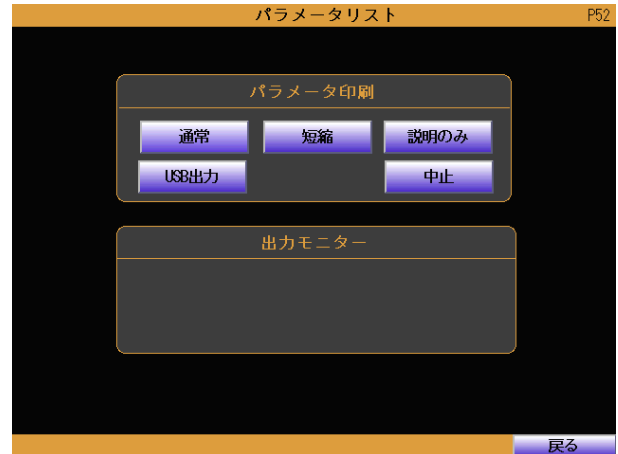 パラメータリスト P52
パラメータ印刷
通常 短縮 説明のみ
USB出力 中止
出力モニター
戻る